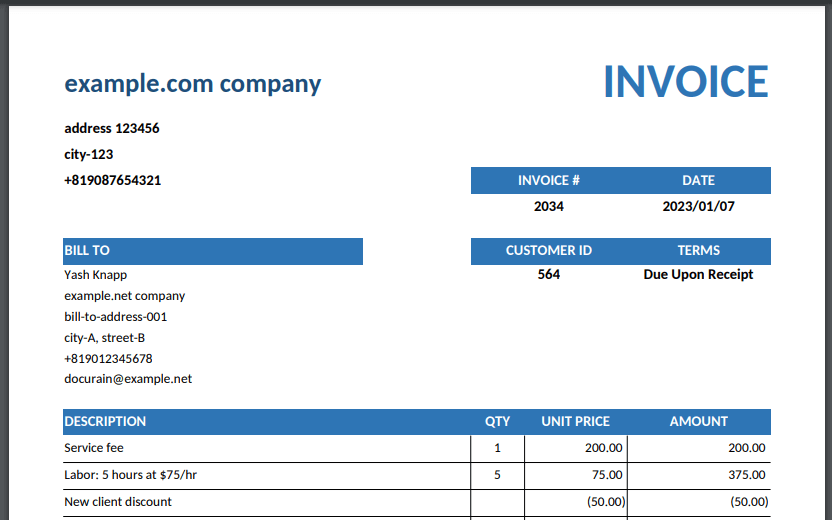 example.com company
INVOICE
address 123456
city-123
+819087654321
INVOICE # DATE
2034 2023/01/07
BILL TO
CUSTOMER ID TERMS
564 Due Upon Receipt
Yash Knapp
example.net company
bill-to-address-001
city-A, street-B
+819012345678
docurain@example.net
DESCRIPTION QTY UNIT PRICE AMOUNT
Service fee 1 200.00 200.00
Labor: 5 hours at $75/hr 5 75.00 375.00
New client discount (50.00) (50.00)